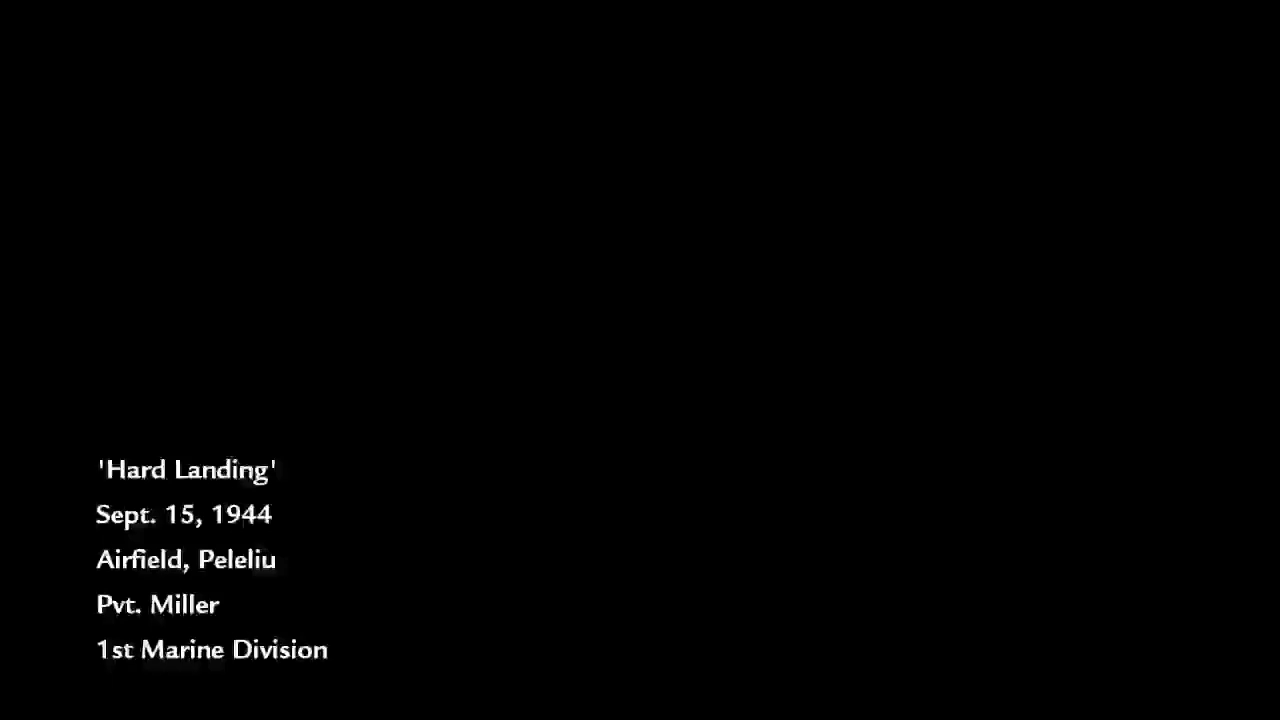 'Hard Landing'
Sept. 15, 1944
Airfield, Peleliu
Pvt. Miller
1st Marine Division